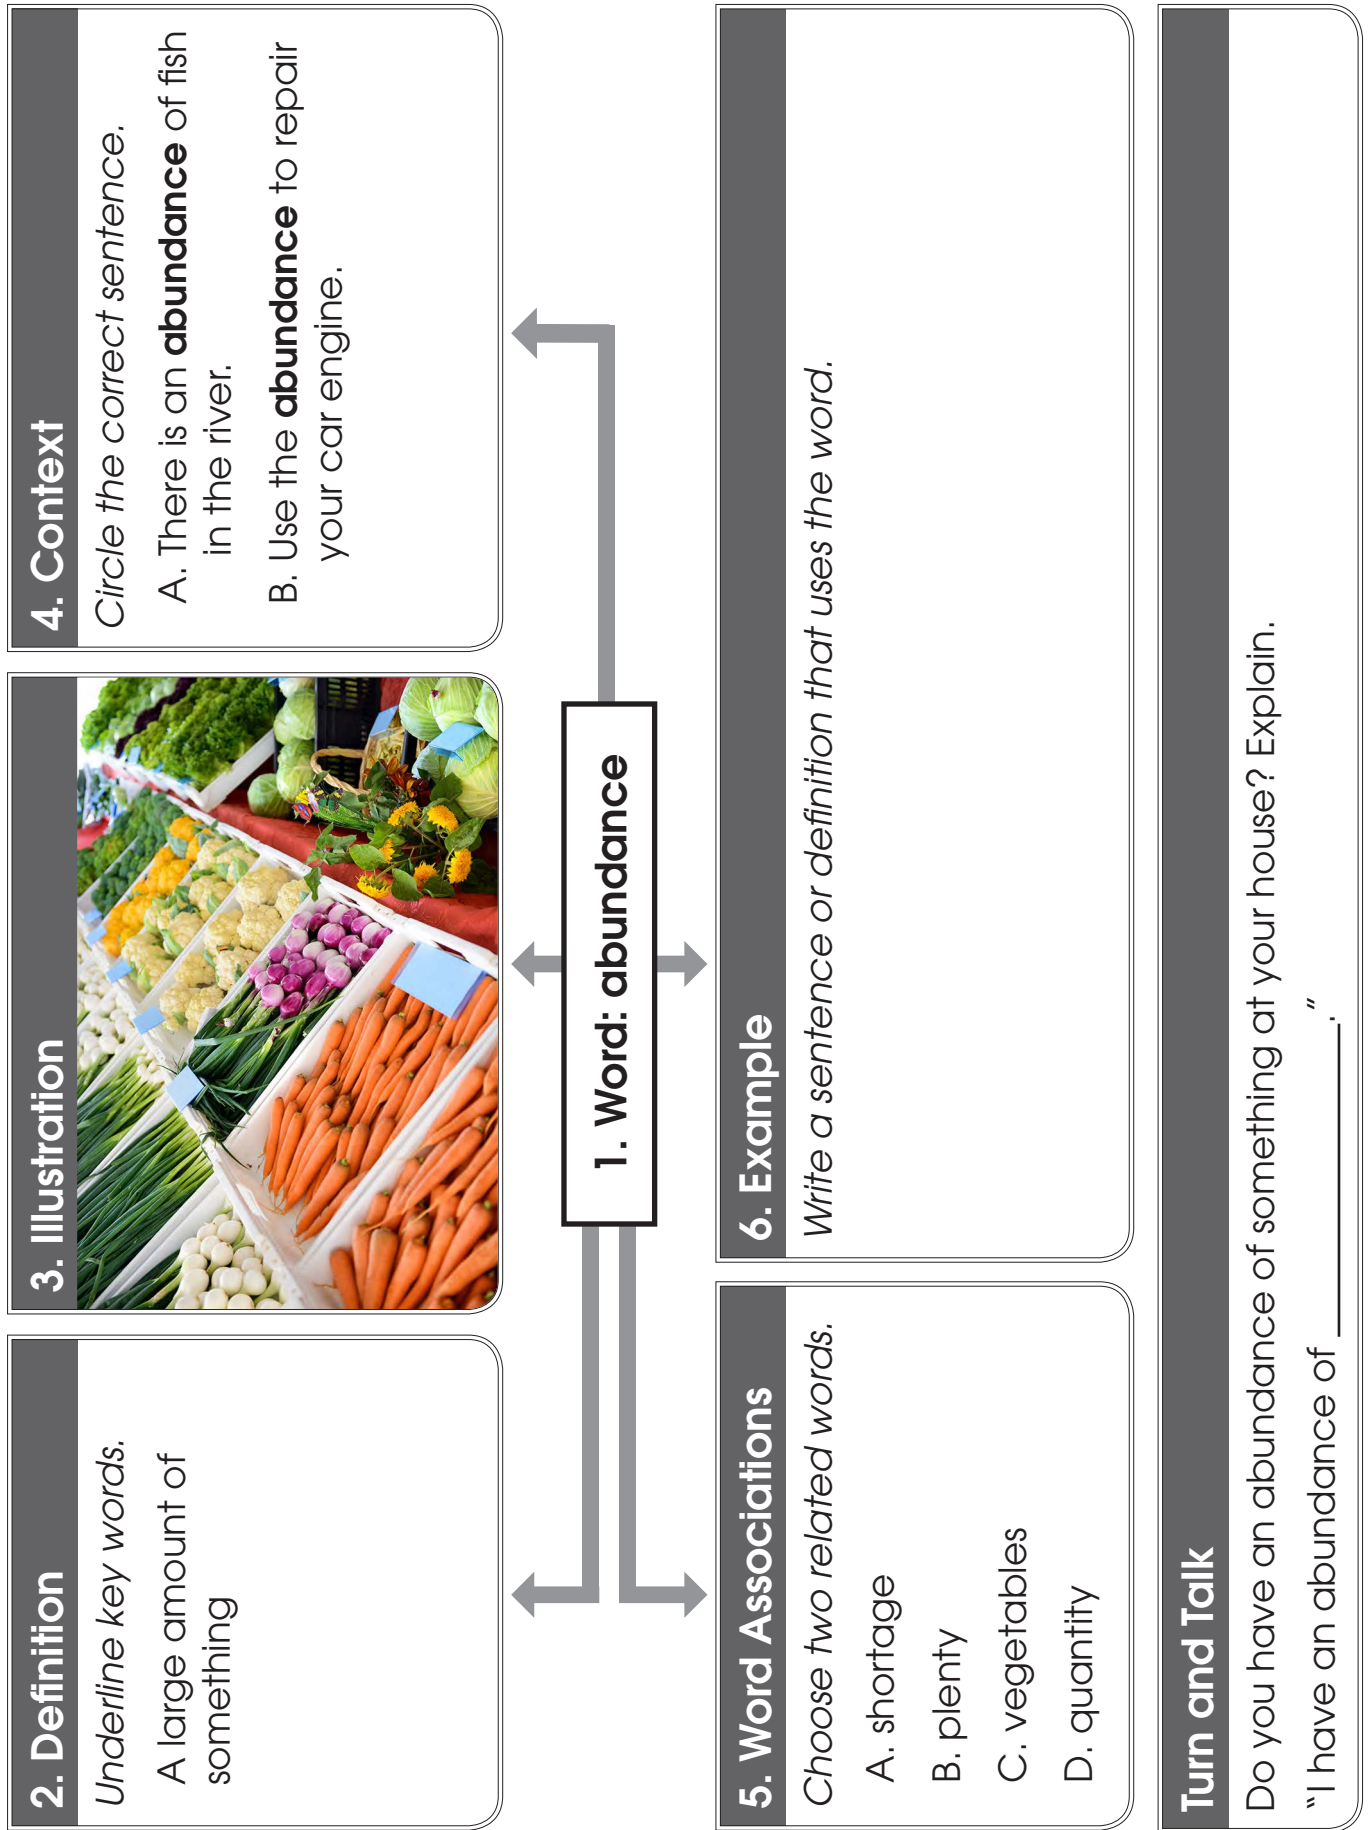 2. Definition
Underline key words.
A large amount of
something
3. Illustration
4. Context
Circle the correct sentence.
A. There is an abundance of fish
in the river.
B. Use the abundance to repair
your car engine.
1. Word: abundance
5. Word Associations
Choose two related words.
A. shortage
B. plenty
C. vegetables
D. quantity
6. Example
Write a sentence or definition that uses the word.
Turn and Talk
Do you have an abundance of something at your house? Explain.
“I have an abundance of ____________________.”